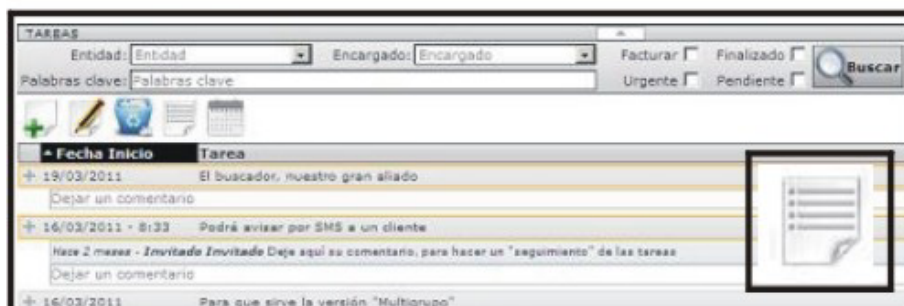 TAREAS
Entidad: Entidad Encargado: Encargado Facturar Finalizado Buscar
Palabras clave: Palabras clave Urgente Pendiente
Fecha Inicio Tarea
19/03/2011 El buscador, nuestro gran aliado
Dejar un comentario
16/03/2011 - 8:33 Podrá avisar por SMS a un cliente
Hace 2 meses - Invitado Invitado Deje aquí su comentario, para hacer un "seguimiento" de las tareas
Dejar un comentario
16/03/2011 Para que sirve la versión "Multigrupo"